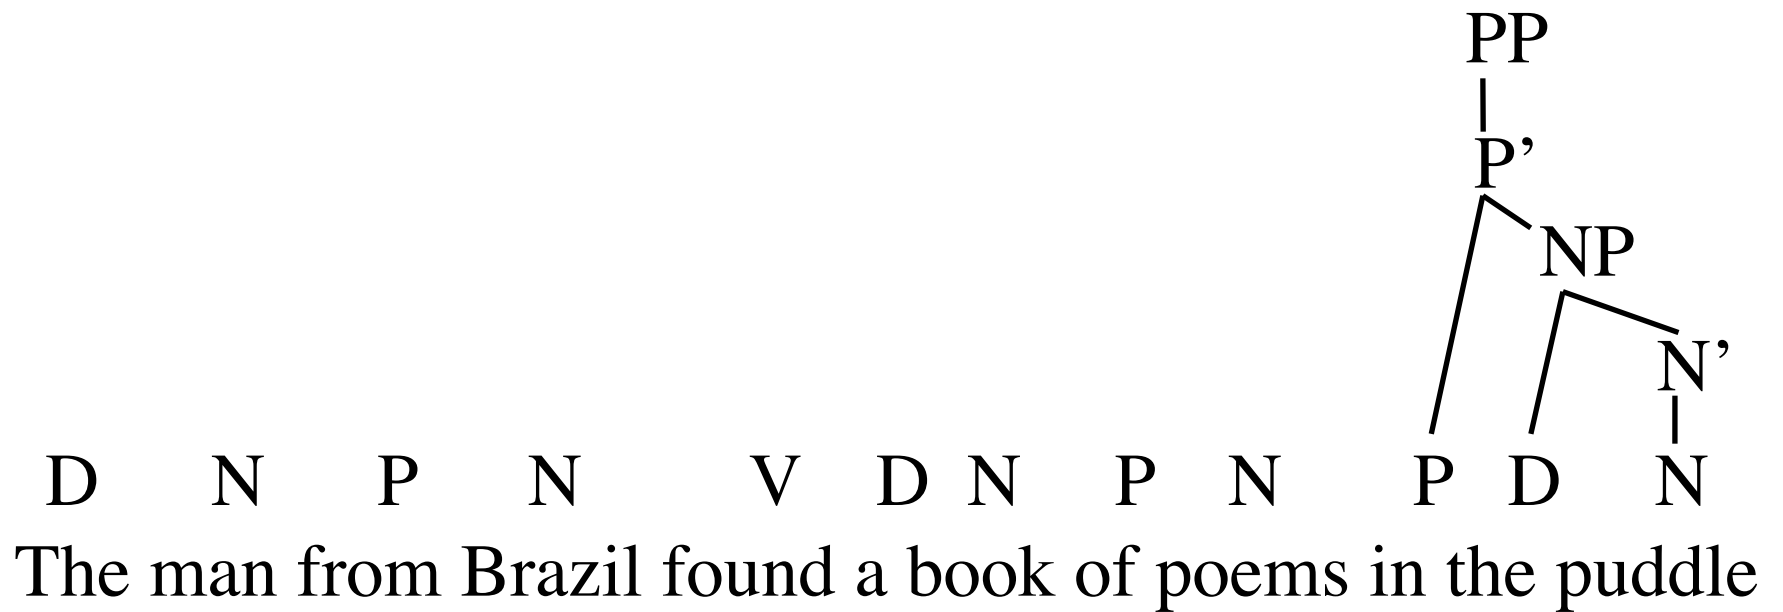 PP
P’
NP
N’
D N P N V D N P N P D N
The man from Brazil found a book of poems in the puddle